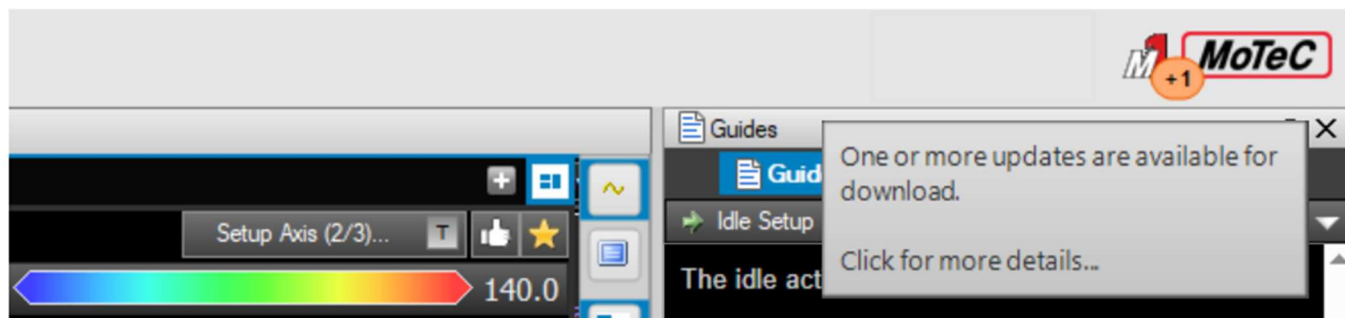 M1
MoTeC
+1
Guides
One or more updates are available for
download.
Click for more details...
Guid
Setup Axis (2/3)...
T
Idle Setup
140.0
The idle act